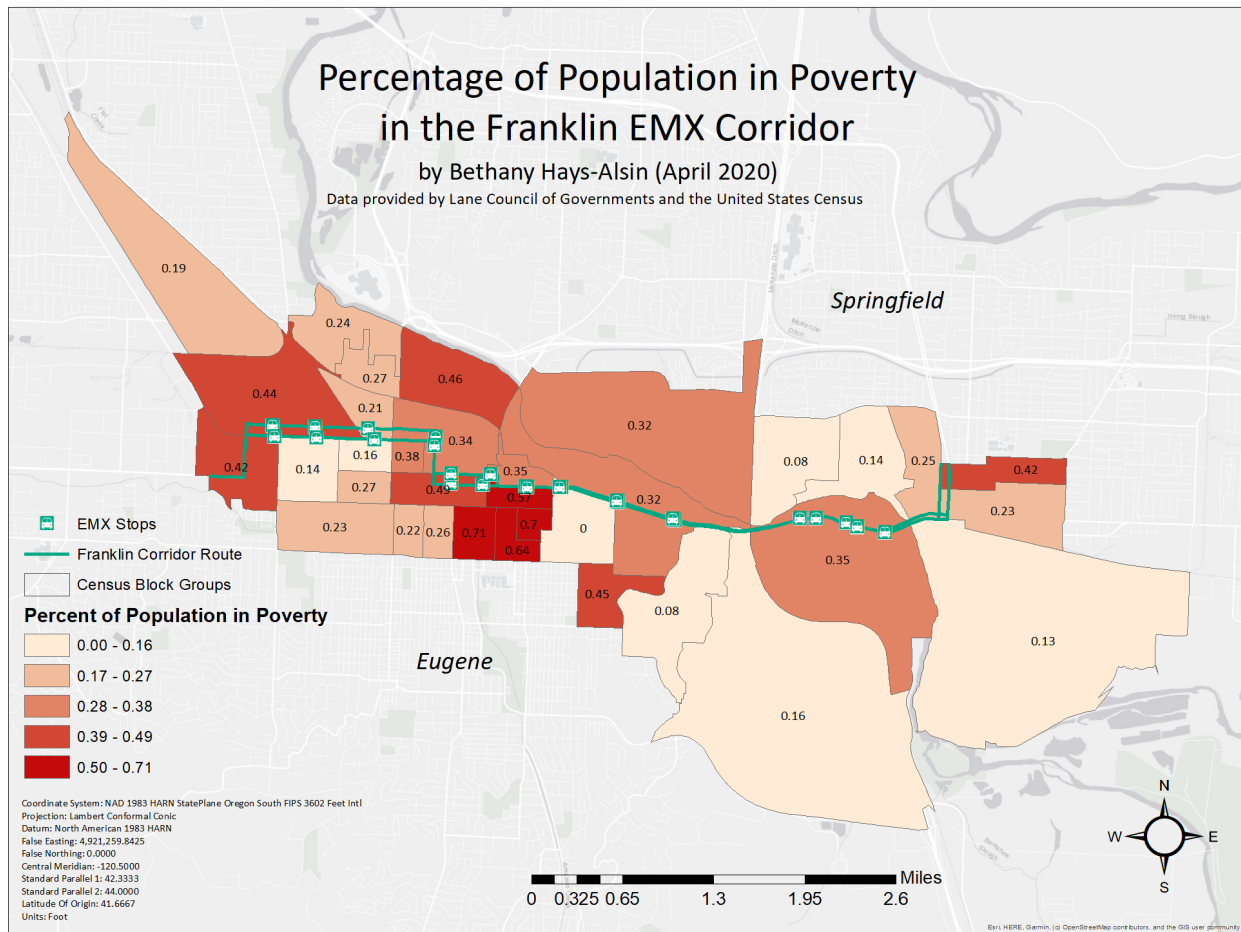 Percentage of Population in Poverty
in the Franklin EMX Corridor
by Bethany Hays-Alsin (April 2020)
Data provided by Lane Council of Governments and the United States Census
Flat
Creek
McKenzie Ditch
Springfield
McKenzie
Ditch
Irving Slough
0.19
0.24
0.27
0.46
0.44
0.21
0.32
0.34
0.08
0.14
0.25
0.42
0.14
0.16
0.38
0.35
0.42
0.27
0.49
0.57
0.32
0.23
0.23
0.22
0.26
0.71
0.7
0.64
0
0.35
0.45
0.08
0.13
0.16
Eugene
EMX Stops
Franklin Corridor Route
Census Block Groups
Percent of Population in Poverty
0.00 - 0.16
0.17 - 0.27
0.28 - 0.38
0.39 - 0.49
0.50 - 0.71
Coordinate System: NAD 1983 HARN StatePlane Oregon South FIPS 3602 Feet Intl
Projection: Lambert Conformal Conic
Datum: North American 1983 HARN
False Easting: 4,921,259.8425
False Northing: 0.0000
Central Meridian: -120.5000
Standard Parallel 1: 42.3333
Standard Parallel 2: 44.0000
Latitude Of Origin: 41.6667
Units: Foot
Miles
0 0.325 0.65 1.3 1.95 2.6
N
W E
S
Slough
Esri, HERE, Garmin, (c) OpenStreetMap contributors, and the GIS user community